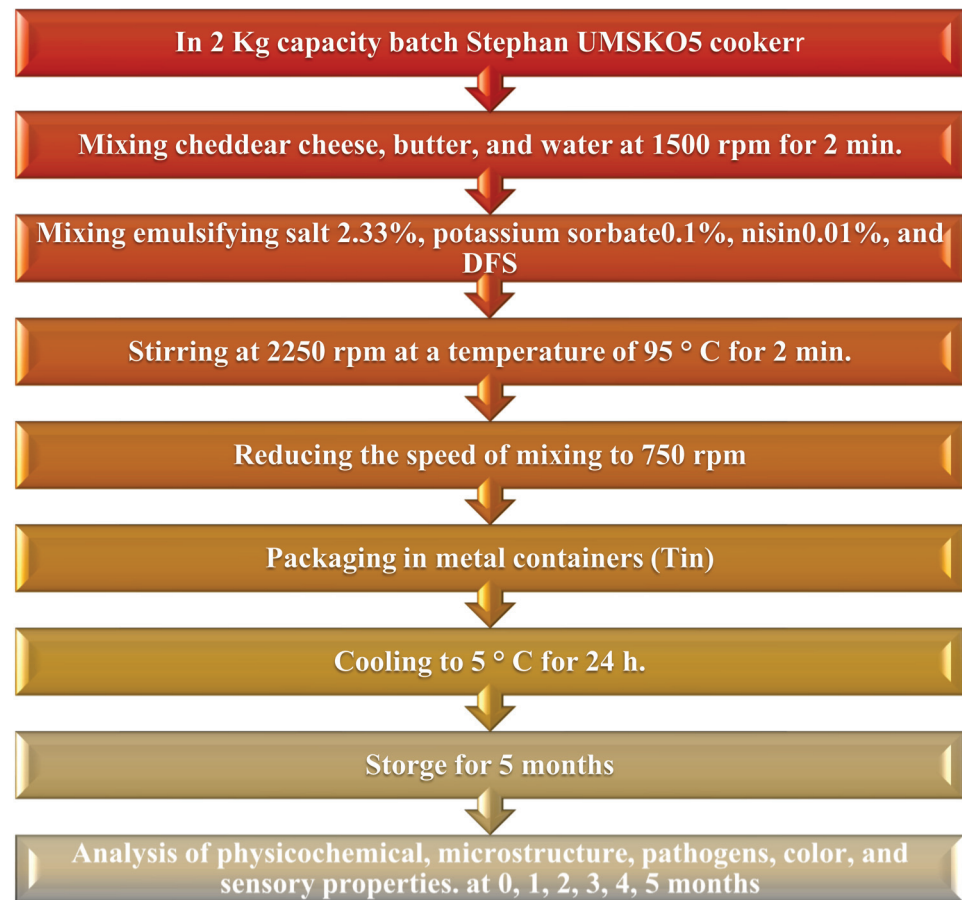 In 2 Kg capacity batch Stephan UMSKO5 cookerr
Mixing cheddear cheese, butter, and water at 1500 rpm for 2 min.
Mixing emulsifying salt 2.33%, potassium sorbate0.1%, nisin0.01%, and
DFS
Stirring at 2250 rpm at a temperature of 95 ° C for 2 min.
Reducing the speed of mixing to 750 rpm
Packaging in metal containers (Tin)
Cooling to 5 ° C for 24 h.
Storge for 5 months
Analysis of physicochemical, microstructure, pathogens, color, and
sensory properties. at 0, 1, 2, 3, 4, 5 months